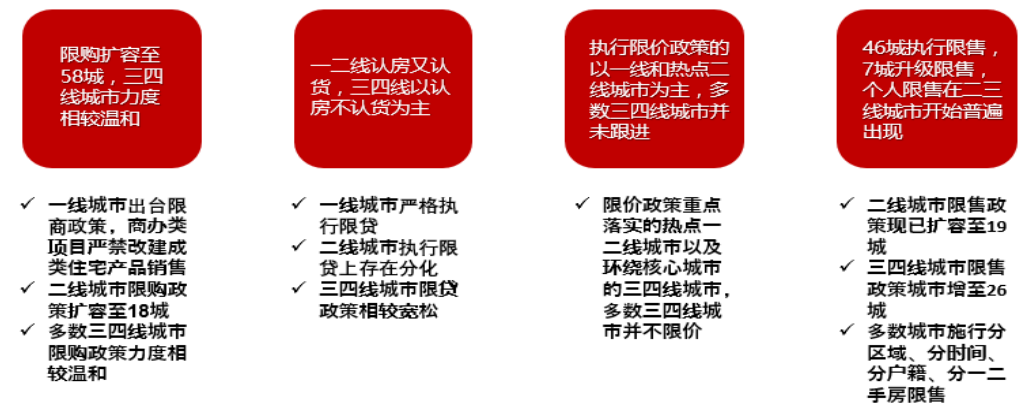 限购扩容至
58城，三四
线城市力度
相较温和
一二线认房又认
货，三四线以认
房不认货为主
执行限价政策的
以一线和热点二
线城市为主，多
数三四线城市并
未跟进
46城执行限售，
7城升级限售，
个人限售在二三
线城市开始普遍
出现
✓ 一线城市出台限
商政策，商办类
项目严禁改建成
类住宅产品销售
✓ 二线城市限购政
策扩容至18城
✓ 多数三四线城市
限购政策力度相
较温和
✓ 一线城市严格执
行限贷
✓ 二线城市执行限
贷上存在分化
✓ 三四线城市限贷
政策相较宽松
✓ 限价政策重点
落实的热点一
二线城市以及
环绕核心城市
的三四线城市，
多数三四线城
市并不限价
✓ 二线城市限售政
策现已扩容至19
城
✓ 三四线城市限售
政策城市增至26
城
✓ 多数城市施行分
区域、分时间、
分户籍、分一二
手房限售